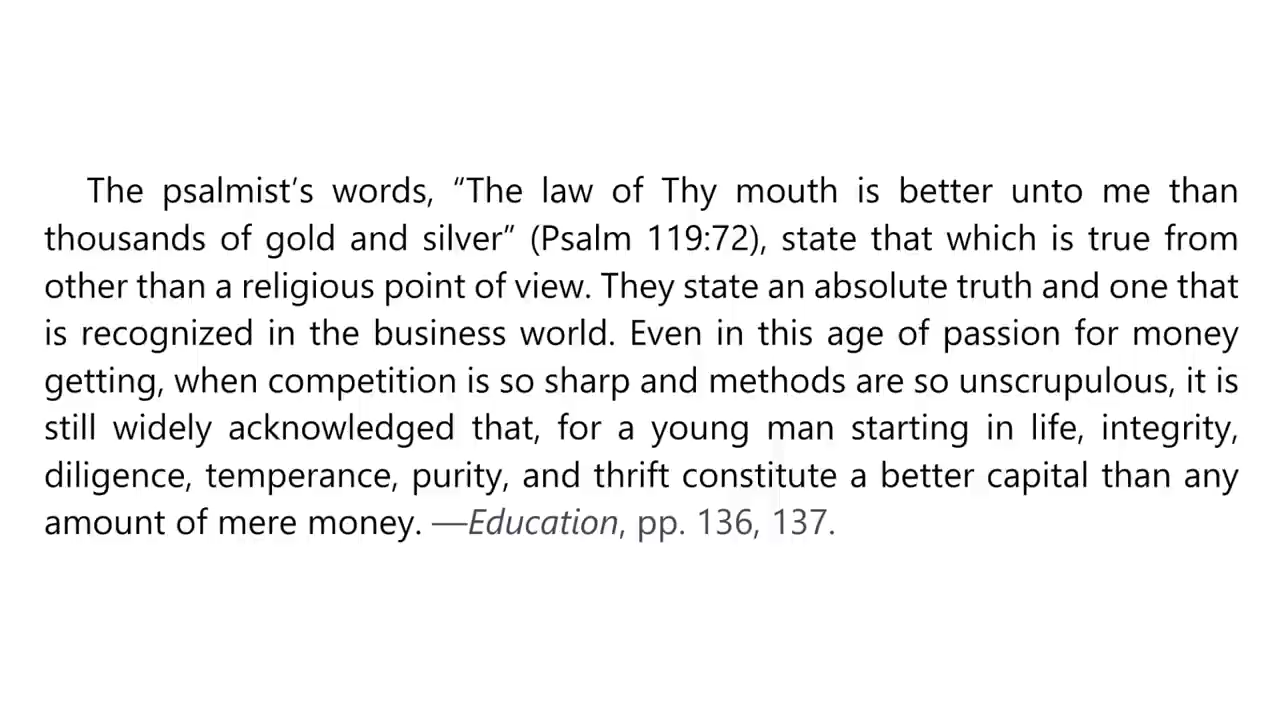 The psalmist’s words, “The law of Thy mouth is better unto me than
thousands of gold and silver” (Psalm 119:72), state that which is true from
other than a religious point of view. They state an absolute truth and one that
is recognized in the business world. Even in this age of passion for money
getting, when competition is so sharp and methods are so unscrupulous, it is
still widely acknowledged that, for a young man starting in life, integrity,
diligence, temperance, purity, and thrift constitute a better capital than any
amount of mere money. —Education, pp. 136, 137.